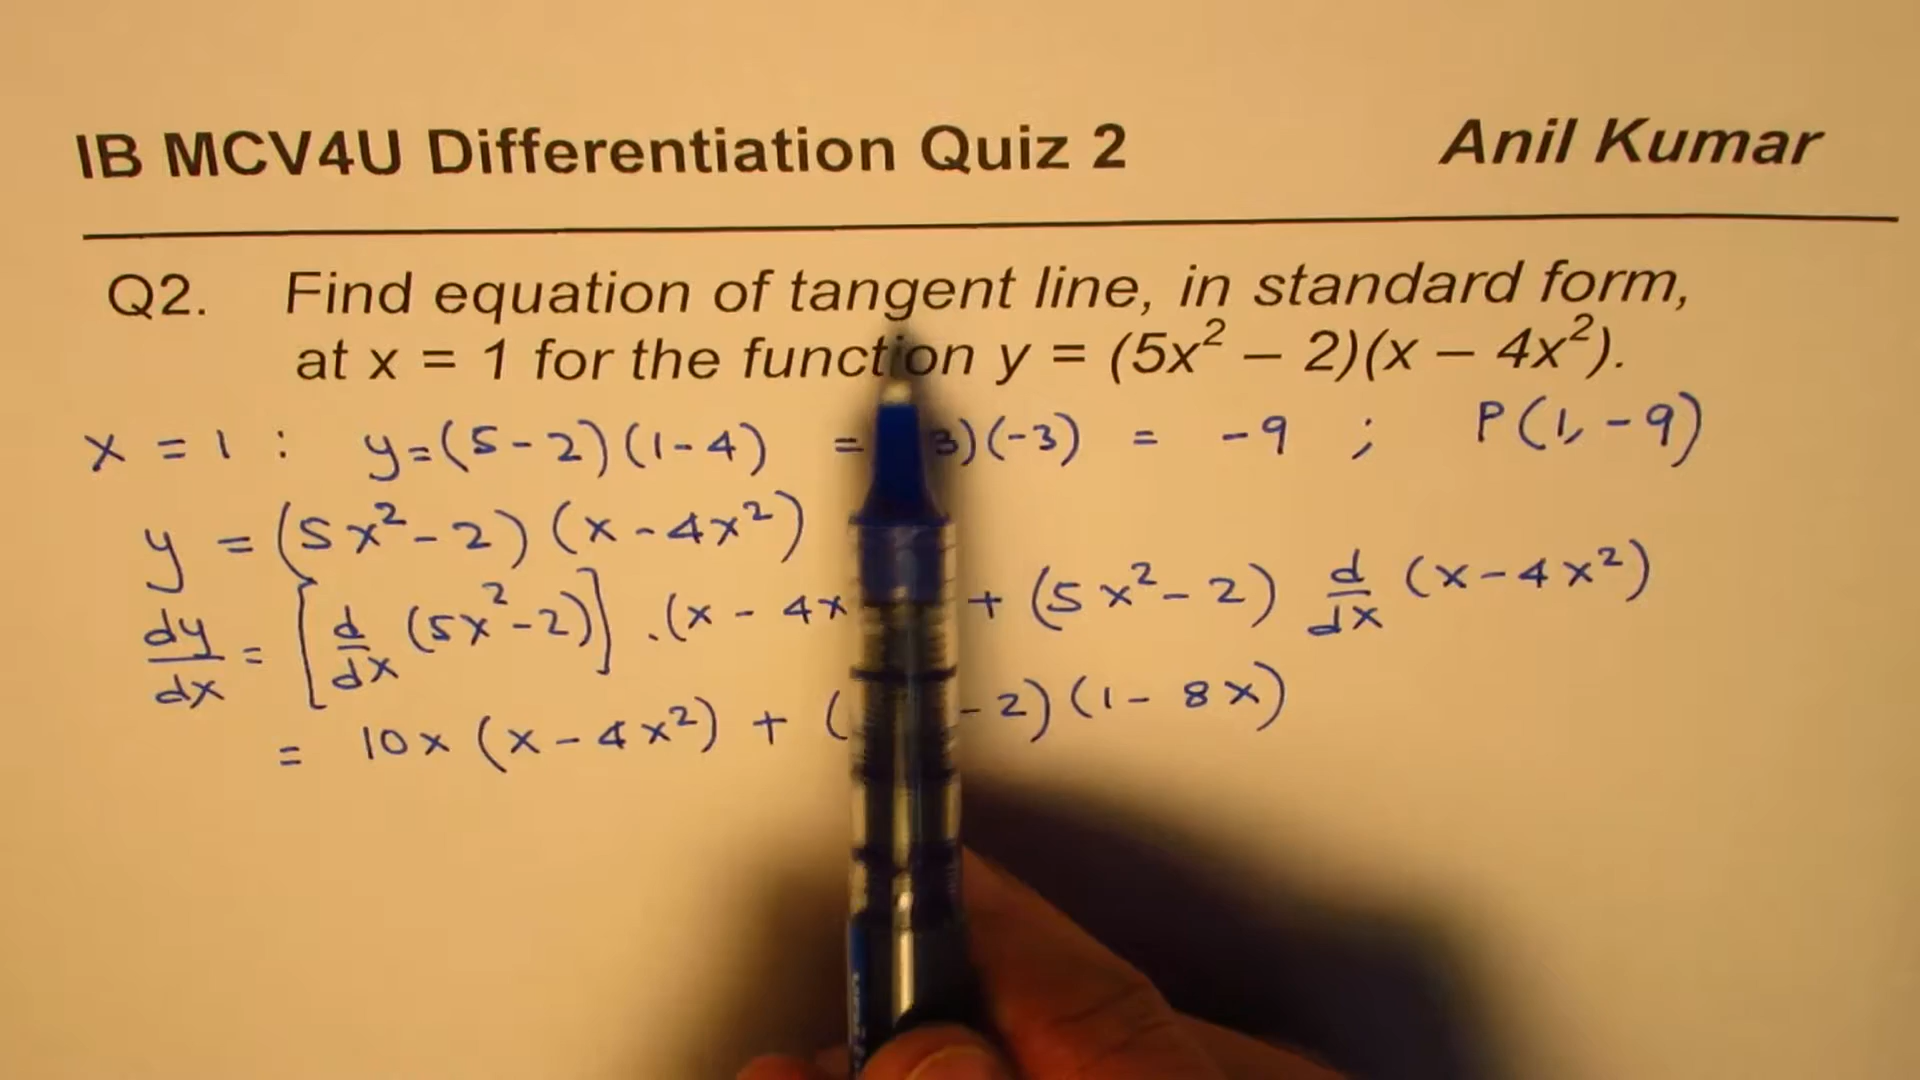 IB MCV4U Differentiation Quiz 2 Anil Kumar
Q2. Find equation of tangent line, in standard form,
at x = 1 for the function y = (5x² – 2)(x – 4x²).
x = 1 : y=(5-2)(1-4) = 3)(-3) = -9 ; P(1, -9)
y = (5x²-2)(x-4x²)
dy/dx = [d/dx (5x²-2)] .(x - 4x + (5x²-2) d/dx (x-4x²)
= 10x (x-4x²) + ( -2)(1- 8x)